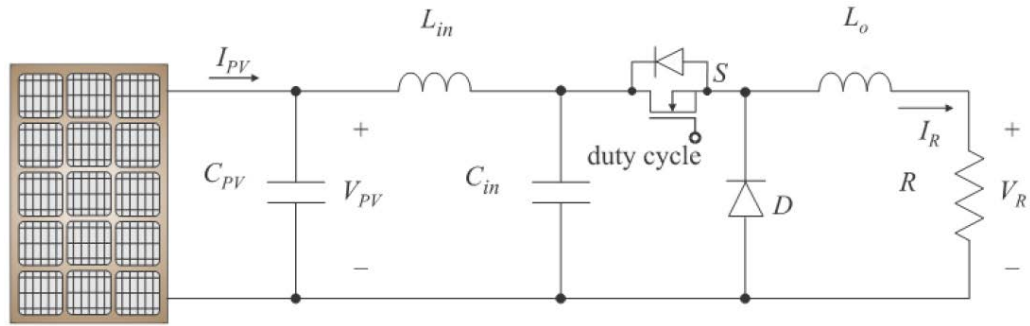 L_in
L_o
I_PV
S
I_R
+
+
duty cycle
C_PV
V_PV
C_in
D
R
V_R
−
−